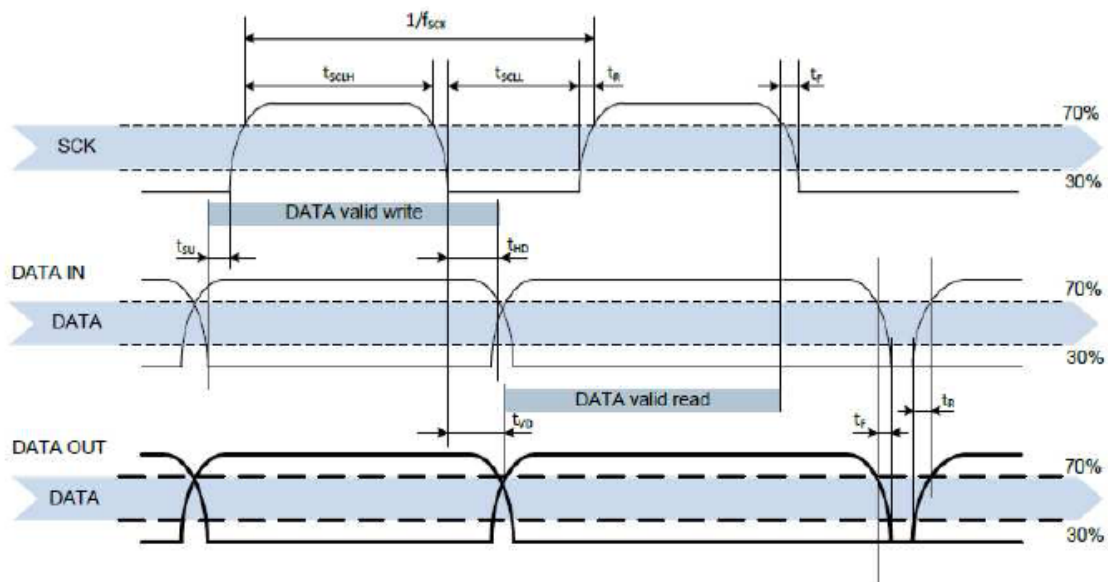 1/fSCK
tSCLH
tSCLL
tR
tF
70%
SCK
30%
DATA valid write
tSU
tHD
DATA IN
70%
DATA
30%
DATA valid read
tVD
tF
tR
DATA OUT
70%
DATA
30%